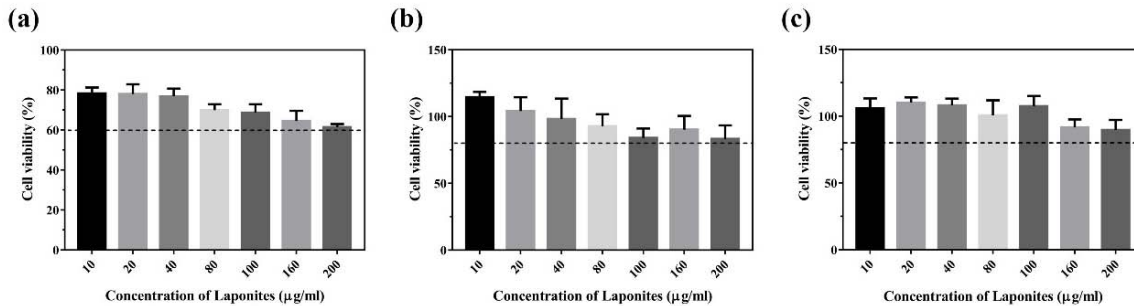 (a)
Cell viability (%)
100
80
60
40
20
0
10 20 40 80 100 160 200
Concentration of Laponites (μg/ml)
(b)
Cell viability (%)
150
100
50
0
10 20 40 80 100 160 200
Concentration of Laponites (μg/ml)
(c)
Cell viability (%)
150
100
50
0
10 20 40 80 100 160 200
Concentration of Laponites (μg/ml)